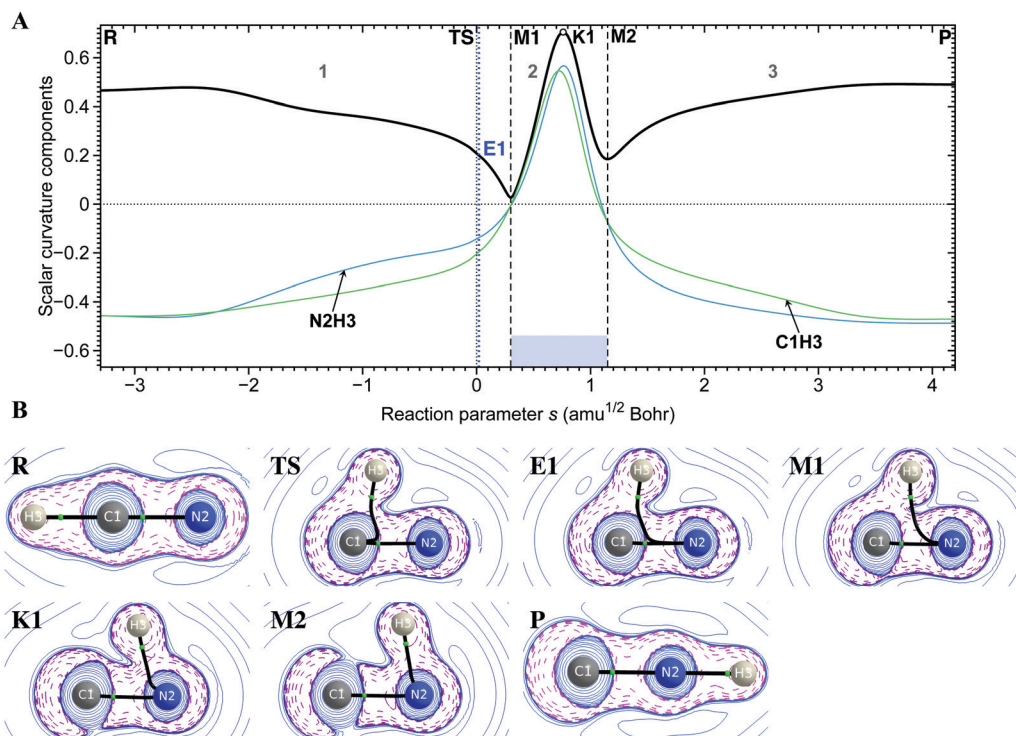 A
R TS M1 K1 M2 P
1 2 3
E1
N2H3
C1H3
Scalar curvature components
0.6
0.4
0.2
0
−0.2
−0.4
−0.6
−3 −2 −1 0 1 2 3 4
Reaction parameter s (amu1/2 Bohr)
B
R TS E1 M1
H3 C1 N2
H3 C1 N2
H3 C1 N2
H3 C1 N2
K1 M2 P
H3 C1 N2
H3 C1 N2
C1 N2 H3